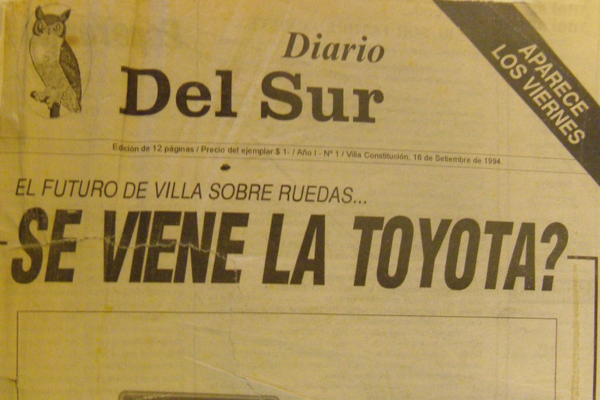 Diario
Del Sur
APARECE
LOS VIERNES
Edición de 12 páginas / Precio del ejemplar $ 1- / Año I - Nº 1 / Villa Constitución, 16 de Setiembre de 1994
EL FUTURO DE VILLA SOBRE RUEDAS...
SE VIENE LA TOYOTA?